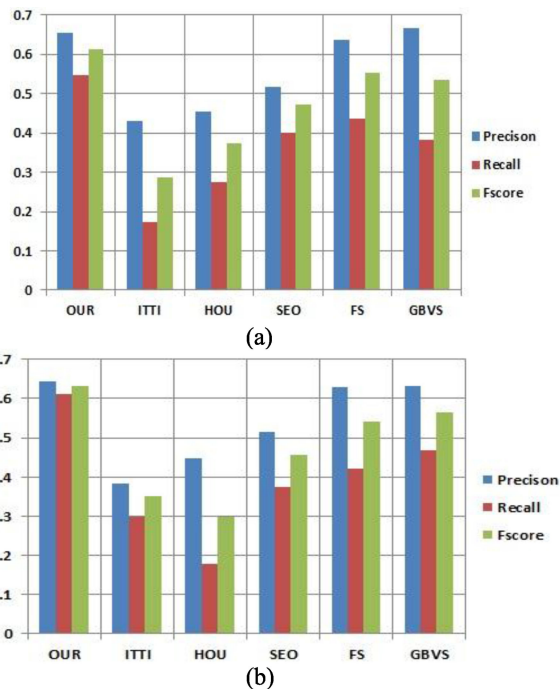 0.7
0.6
0.5
0.4
0.3
0.2
0.1
0
OUR ITTI HOU SEO FS GBVS
Precison
Recall
Fscore
(a)
.7
.6
.5
.4
.3
.2
.1
0
OUR ITTI HOU SEO FS GBVS
Precison
Recall
Fscore
(b)